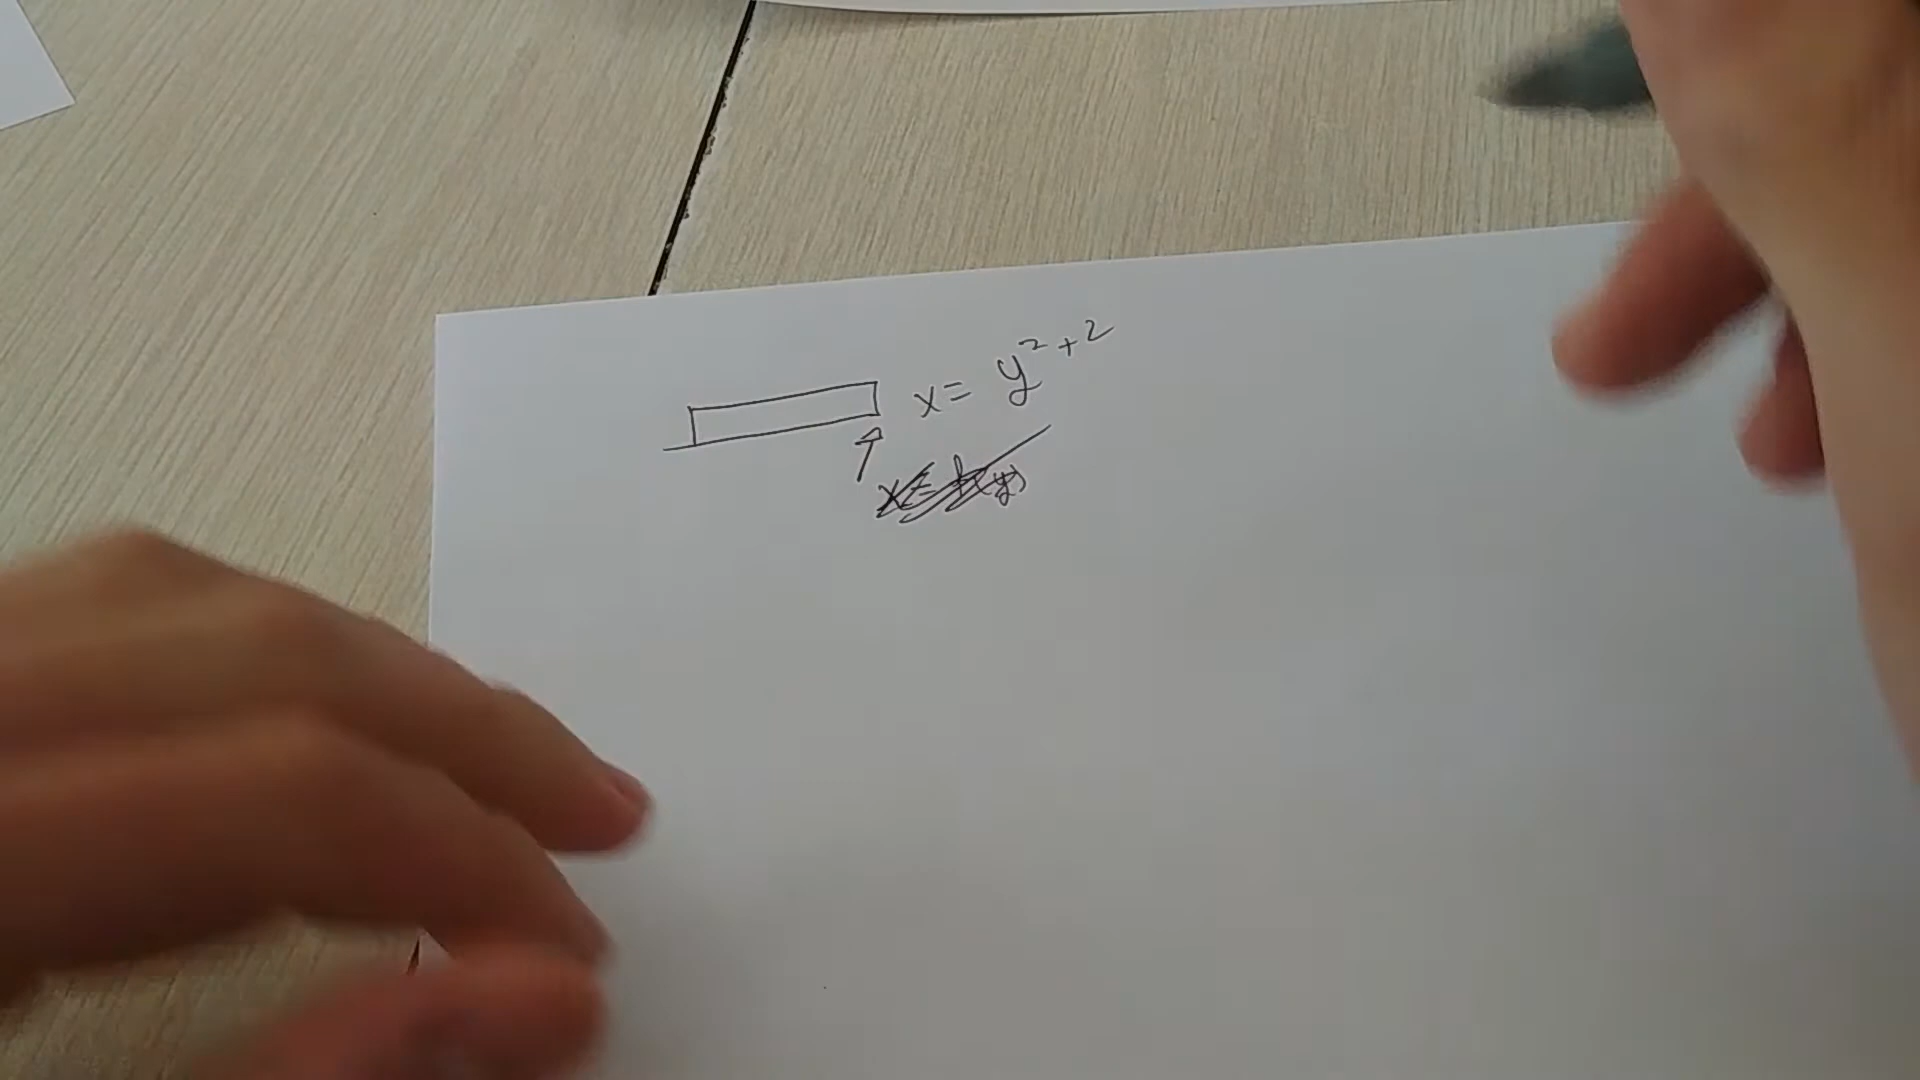 x = y² + 2